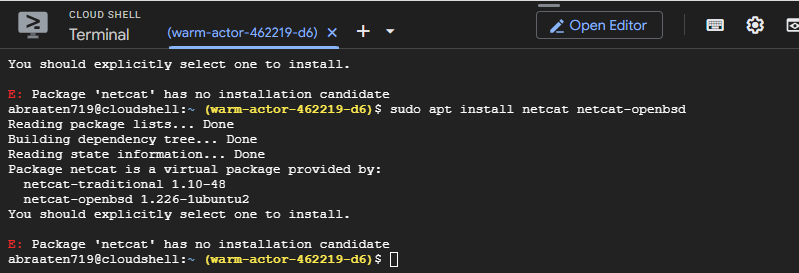 CLOUD SHELL
Terminal
(warm-actor-462219-d6) × + Open Editor
You should explicitly select one to install.
E: Package 'netcat' has no installation candidate
abraaten719@cloudshell:~ (warm-actor-462219-d6)$ sudo apt install netcat netcat-openbsd
Reading package lists... Done
Building dependency tree... Done
Reading state information... Done
Package netcat is a virtual package provided by:
  netcat-traditional 1.10-48
  netcat-openbsd 1.226-1ubuntu2
You should explicitly select one to install.
E: Package 'netcat' has no installation candidate
abraaten719@cloudshell:~ (warm-actor-462219-d6)$